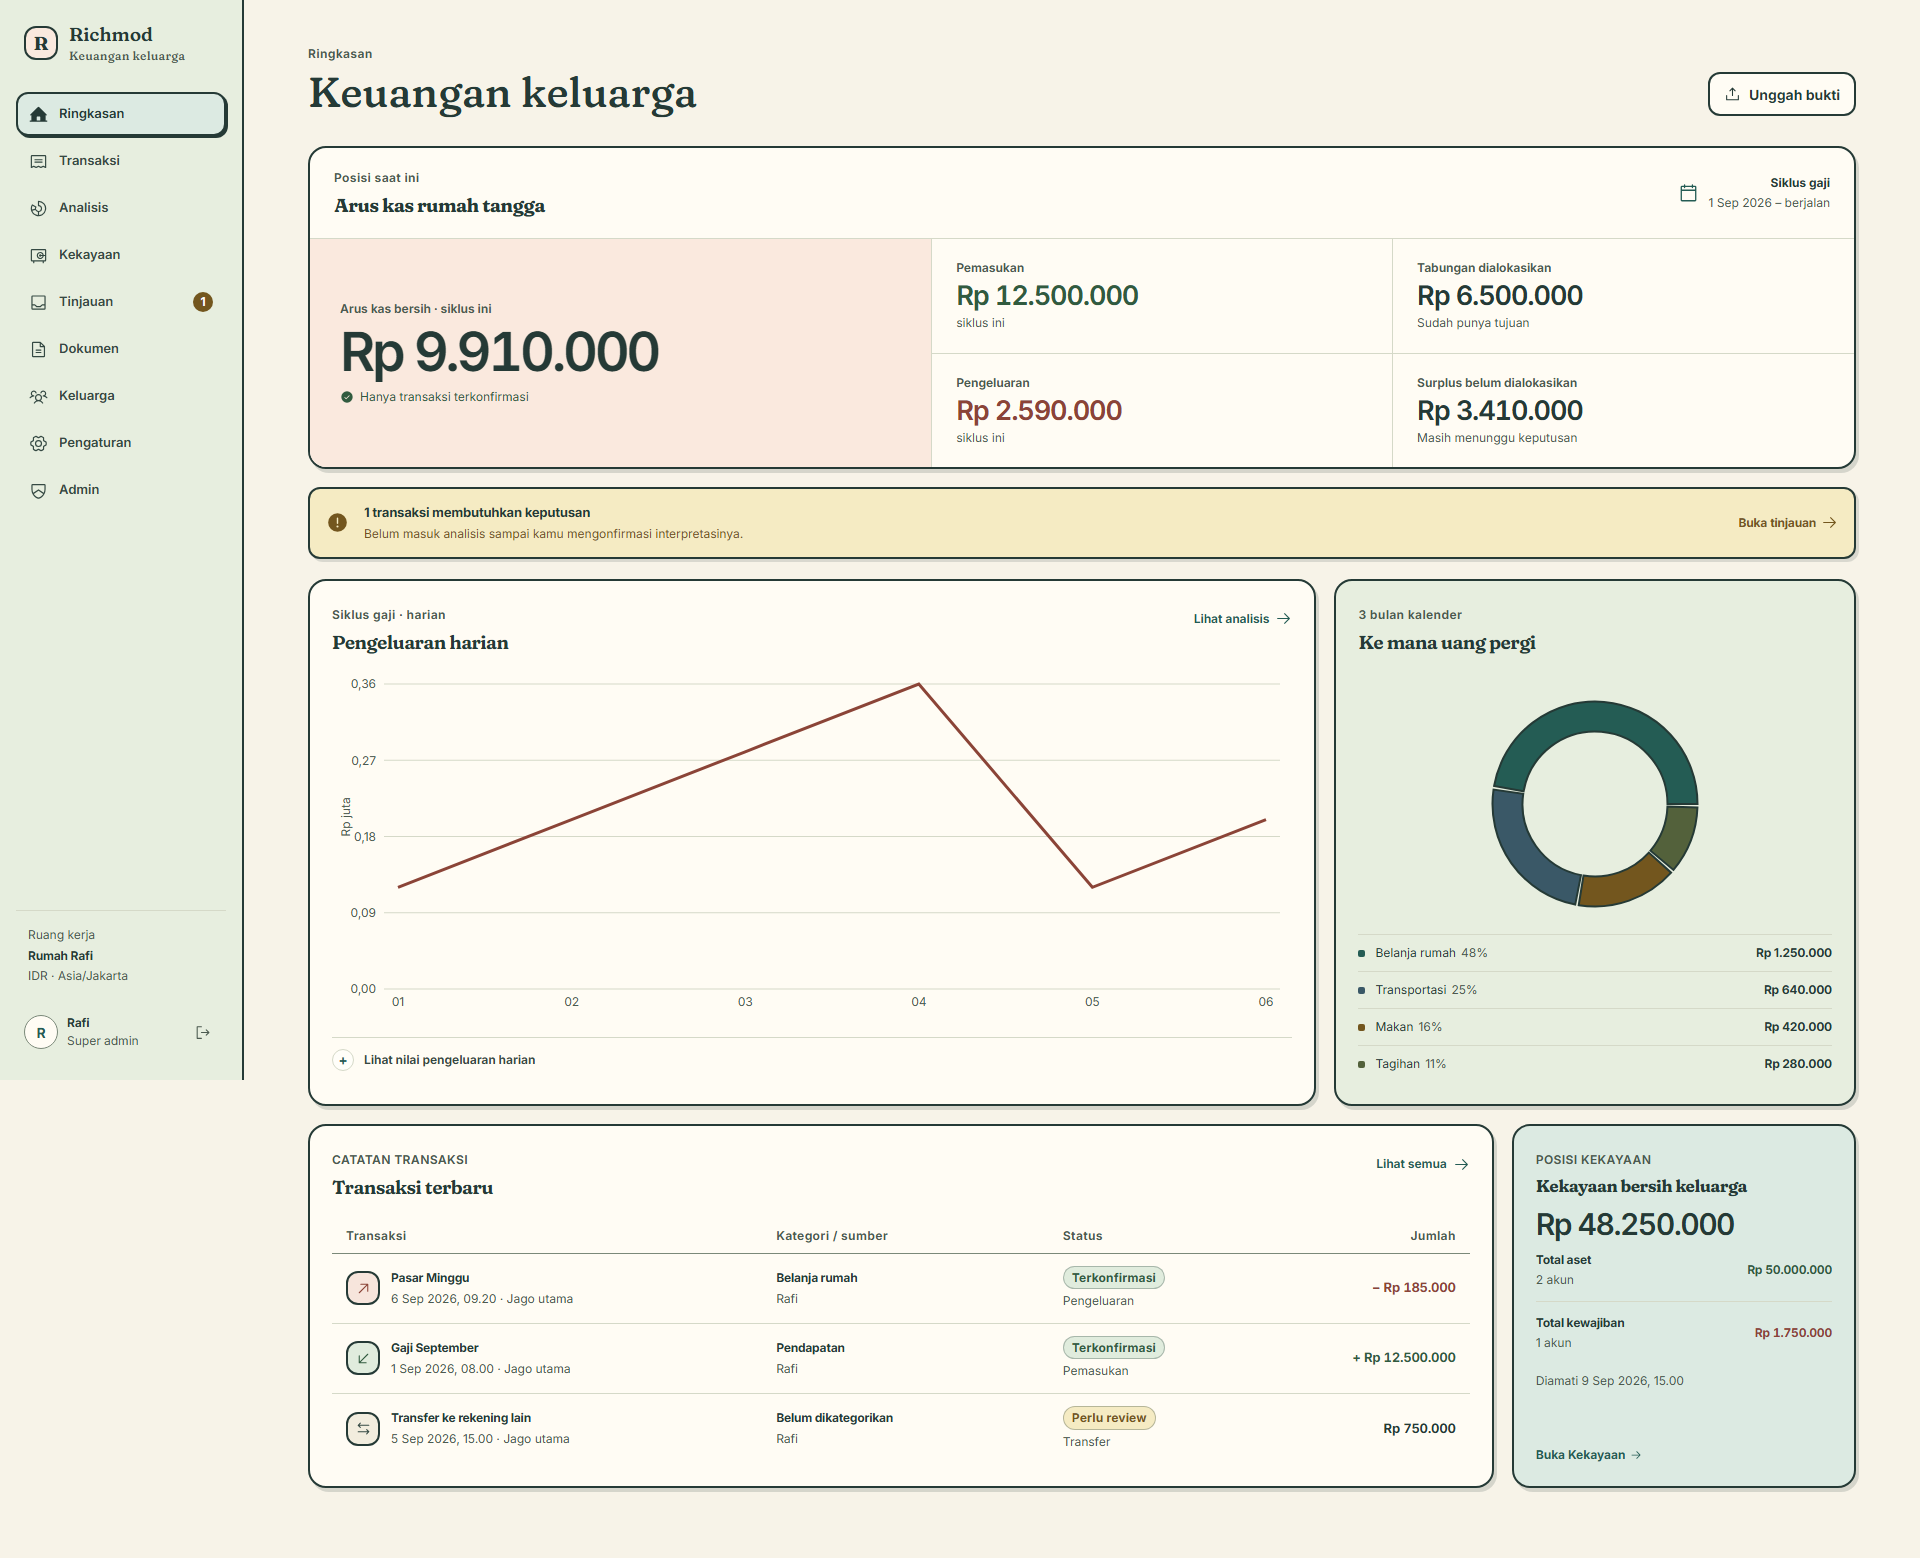 R
Richmod
Keuangan keluarga
Ringkasan
Transaksi
Analisis
Kekayaan
Tinjauan 1
Dokumen
Keluarga
Pengaturan
Admin
Ruang kerja
Rumah Rafi
IDR · Asia/Jakarta
R
Rafi
Super admin
Ringkasan
Keuangan keluarga
Unggah bukti
Posisi saat ini
Arus kas rumah tangga
Siklus gaji
1 Sep 2026 – berjalan
Arus kas bersih · siklus ini
Rp 9.910.000
Hanya transaksi terkonfirmasi
Pemasukan
Rp 12.500.000
siklus ini
Tabungan dialokasikan
Rp 6.500.000
Sudah punya tujuan
Pengeluaran
Rp 2.590.000
siklus ini
Surplus belum dialokasikan
Rp 3.410.000
Masih menunggu keputusan
1 transaksi membutuhkan keputusan
Belum masuk analisis sampai kamu mengonfirmasi interpretasinya.
Buka tinjauan →
Siklus gaji · harian
Pengeluaran harian
Lihat analisis →
Rp juta
0,36
0,27
0,18
0,09
0,00
01 02 03 04 05 06
+ Lihat nilai pengeluaran harian
3 bulan kalender
Ke mana uang pergi
Belanja rumah 48% Rp 1.250.000
Transportasi 25% Rp 640.000
Makan 16% Rp 420.000
Tagihan 11% Rp 280.000
CATATAN TRANSAKSI
Transaksi terbaru
Lihat semua →
Transaksi Kategori / sumber Status Jumlah
Pasar Minggu Belanja rumah Terkonfirmasi − Rp 185.000
6 Sep 2026, 09.20 · Jago utama Rafi Pengeluaran
Gaji September Pendapatan Terkonfirmasi + Rp 12.500.000
1 Sep 2026, 08.00 · Jago utama Rafi Pemasukan
Transfer ke rekening lain Belum dikategorikan Perlu review Rp 750.000
5 Sep 2026, 15.00 · Jago utama Rafi Transfer
POSISI KEKAYAAN
Kekayaan bersih keluarga
Rp 48.250.000
Total aset Rp 50.000.000
2 akun
Total kewajiban Rp 1.750.000
1 akun
Diamati 9 Sep 2026, 15.00
Buka Kekayaan →